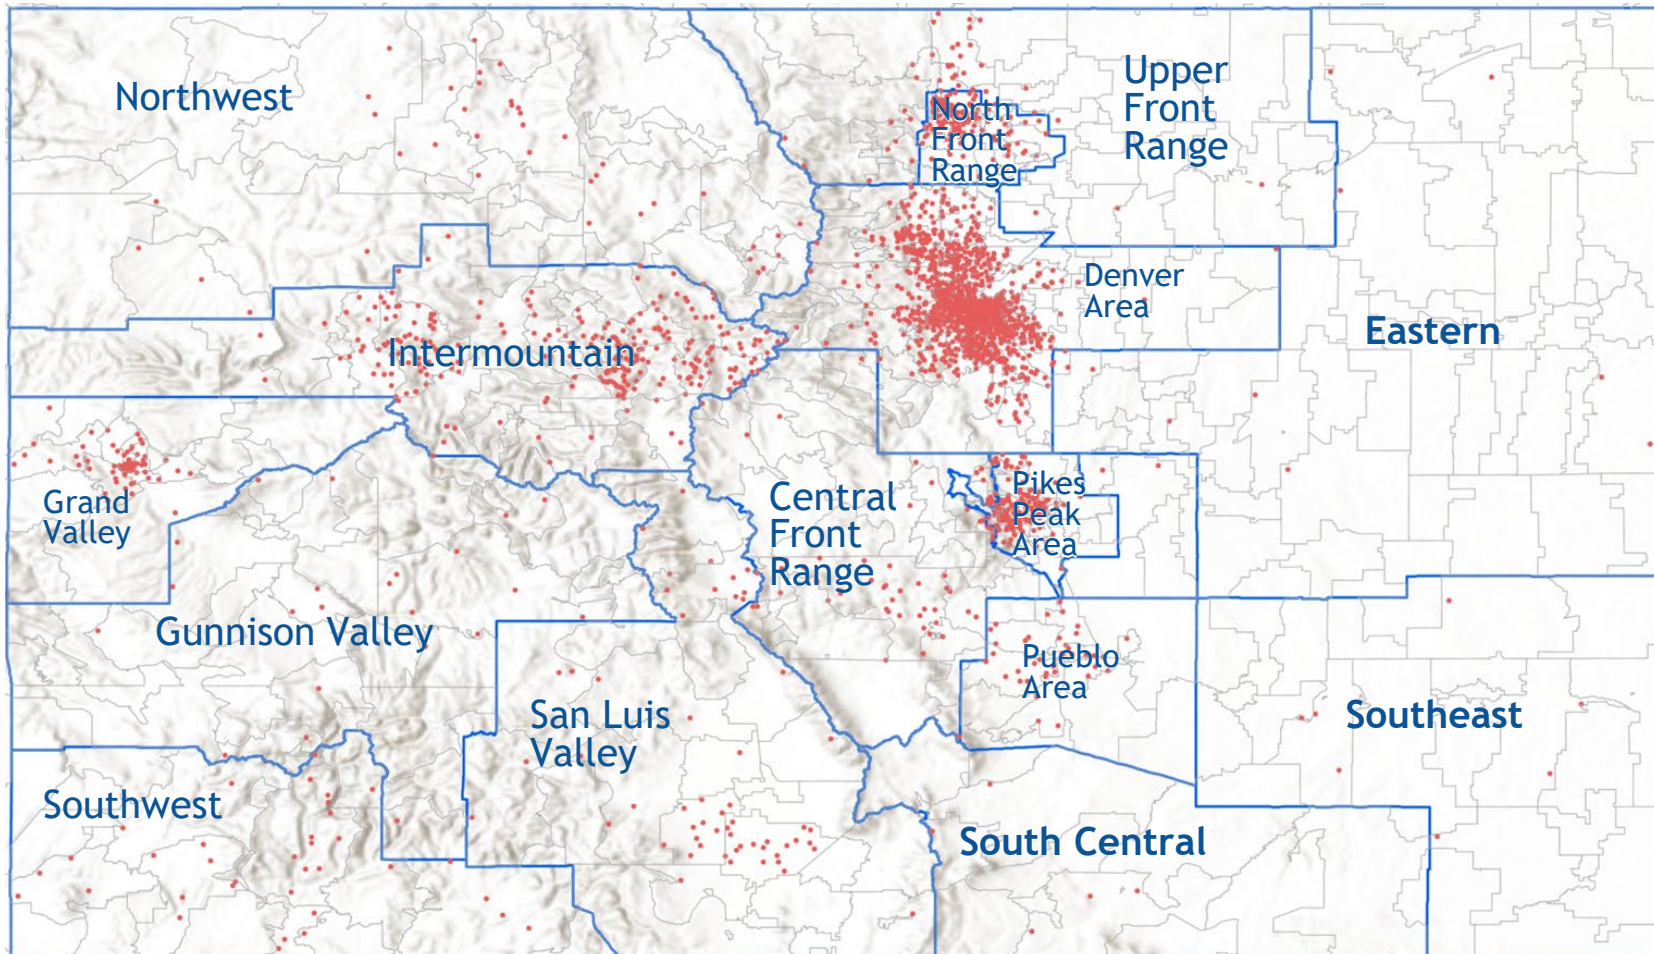 Northwest
Upper
Front
Range
North
Front
Range
Denver
Area
Eastern
Intermountain
Grand
Valley
Central
Front
Range
Pikes
Peak
Area
Gunnison Valley
Pueblo
Area
San Luis
Valley
Southeast
Southwest
South Central